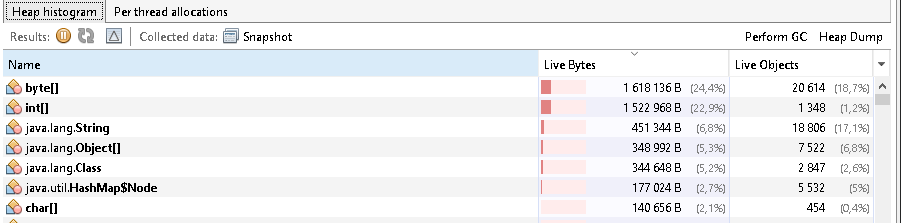 Heap histogram Per thread allocations
Results: Collected data: Snapshot Perform GC Heap Dump
Name Live Bytes Live Objects
byte[] 1 618 136 B (24,4%) 20 614 (18,7%)
int[] 1 522 968 B (22,9%) 1 348 (1,2%)
java.lang.String 451 344 B (6,8%) 18 806 (17,1%)
java.lang.Object[] 348 992 B (5,3%) 7 522 (6,8%)
java.lang.Class 344 648 B (5,2%) 2 847 (2,6%)
java.util.HashMap$Node 177 024 B (2,7%) 5 532 (5%)
char[] 140 656 B (2,1%) 454 (0,4%)